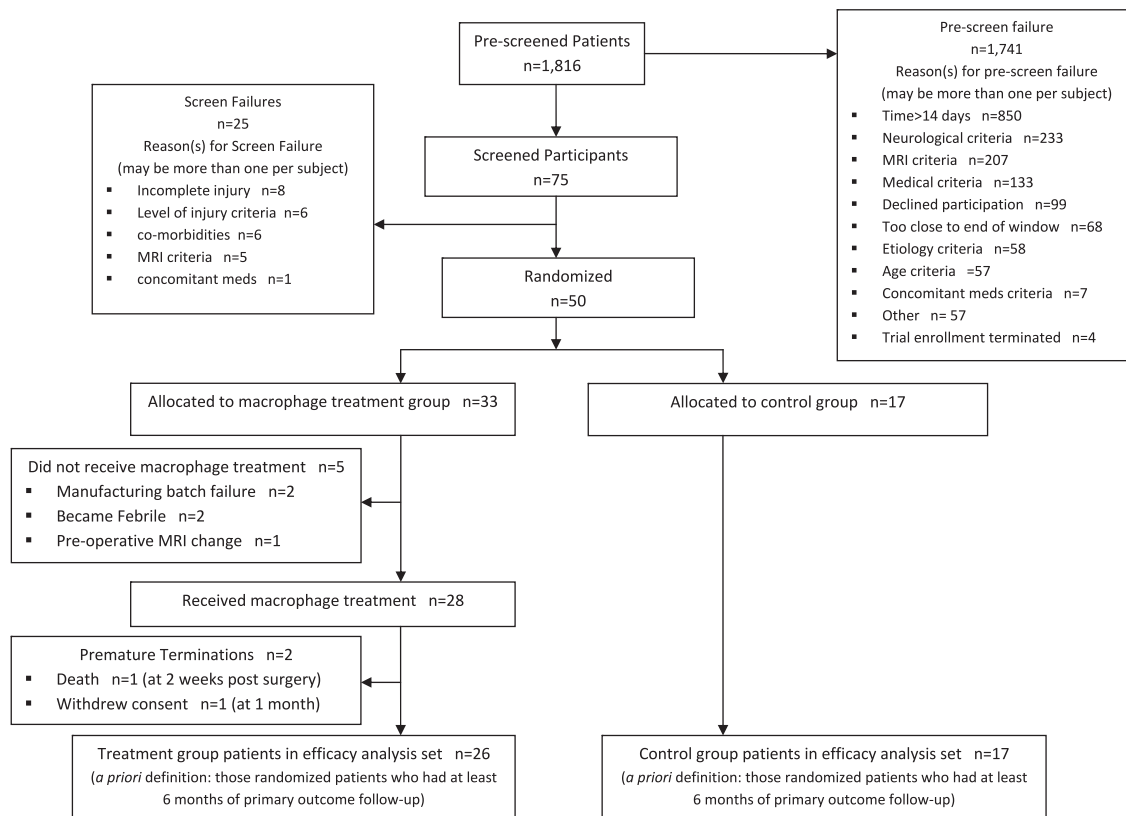 Pre-screened Patients
n=1,816
Pre-screen failure
n=1,741
Reason(s) for pre-screen failure
(may be more than one per subject)
▪ Time>14 days n=850
▪ Neurological criteria n=233
▪ MRI criteria n=207
▪ Medical criteria n=133
▪ Declined participation n=99
▪ Too close to end of window n=68
▪ Etiology criteria n=58
▪ Age criteria =57
▪ Concomitant meds criteria n=7
▪ Other n= 57
▪ Trial enrollment terminated n=4
Screen Failures
n=25
Reason(s) for Screen Failure
(may be more than one per subject)
▪ Incomplete injury n=8
▪ Level of injury criteria n=6
▪ co-morbidities n=6
▪ MRI criteria n=5
▪ concomitant meds n=1
Screened Participants
n=75
Randomized
n=50
Allocated to macrophage treatment group n=33
Allocated to control group n=17
Did not receive macrophage treatment n=5
▪ Manufacturing batch failure n=2
▪ Became Febrile n=2
▪ Pre-operative MRI change n=1
Received macrophage treatment n=28
Premature Terminations n=2
▪ Death n=1 (at 2 weeks post surgery)
▪ Withdrew consent n=1 (at 1 month)
Treatment group patients in efficacy analysis set n=26
(a priori definition: those randomized patients who had at least
6 months of primary outcome follow-up)
Control group patients in efficacy analysis set n=17
(a priori definition: those randomized patients who had at least
6 months of primary outcome follow-up)